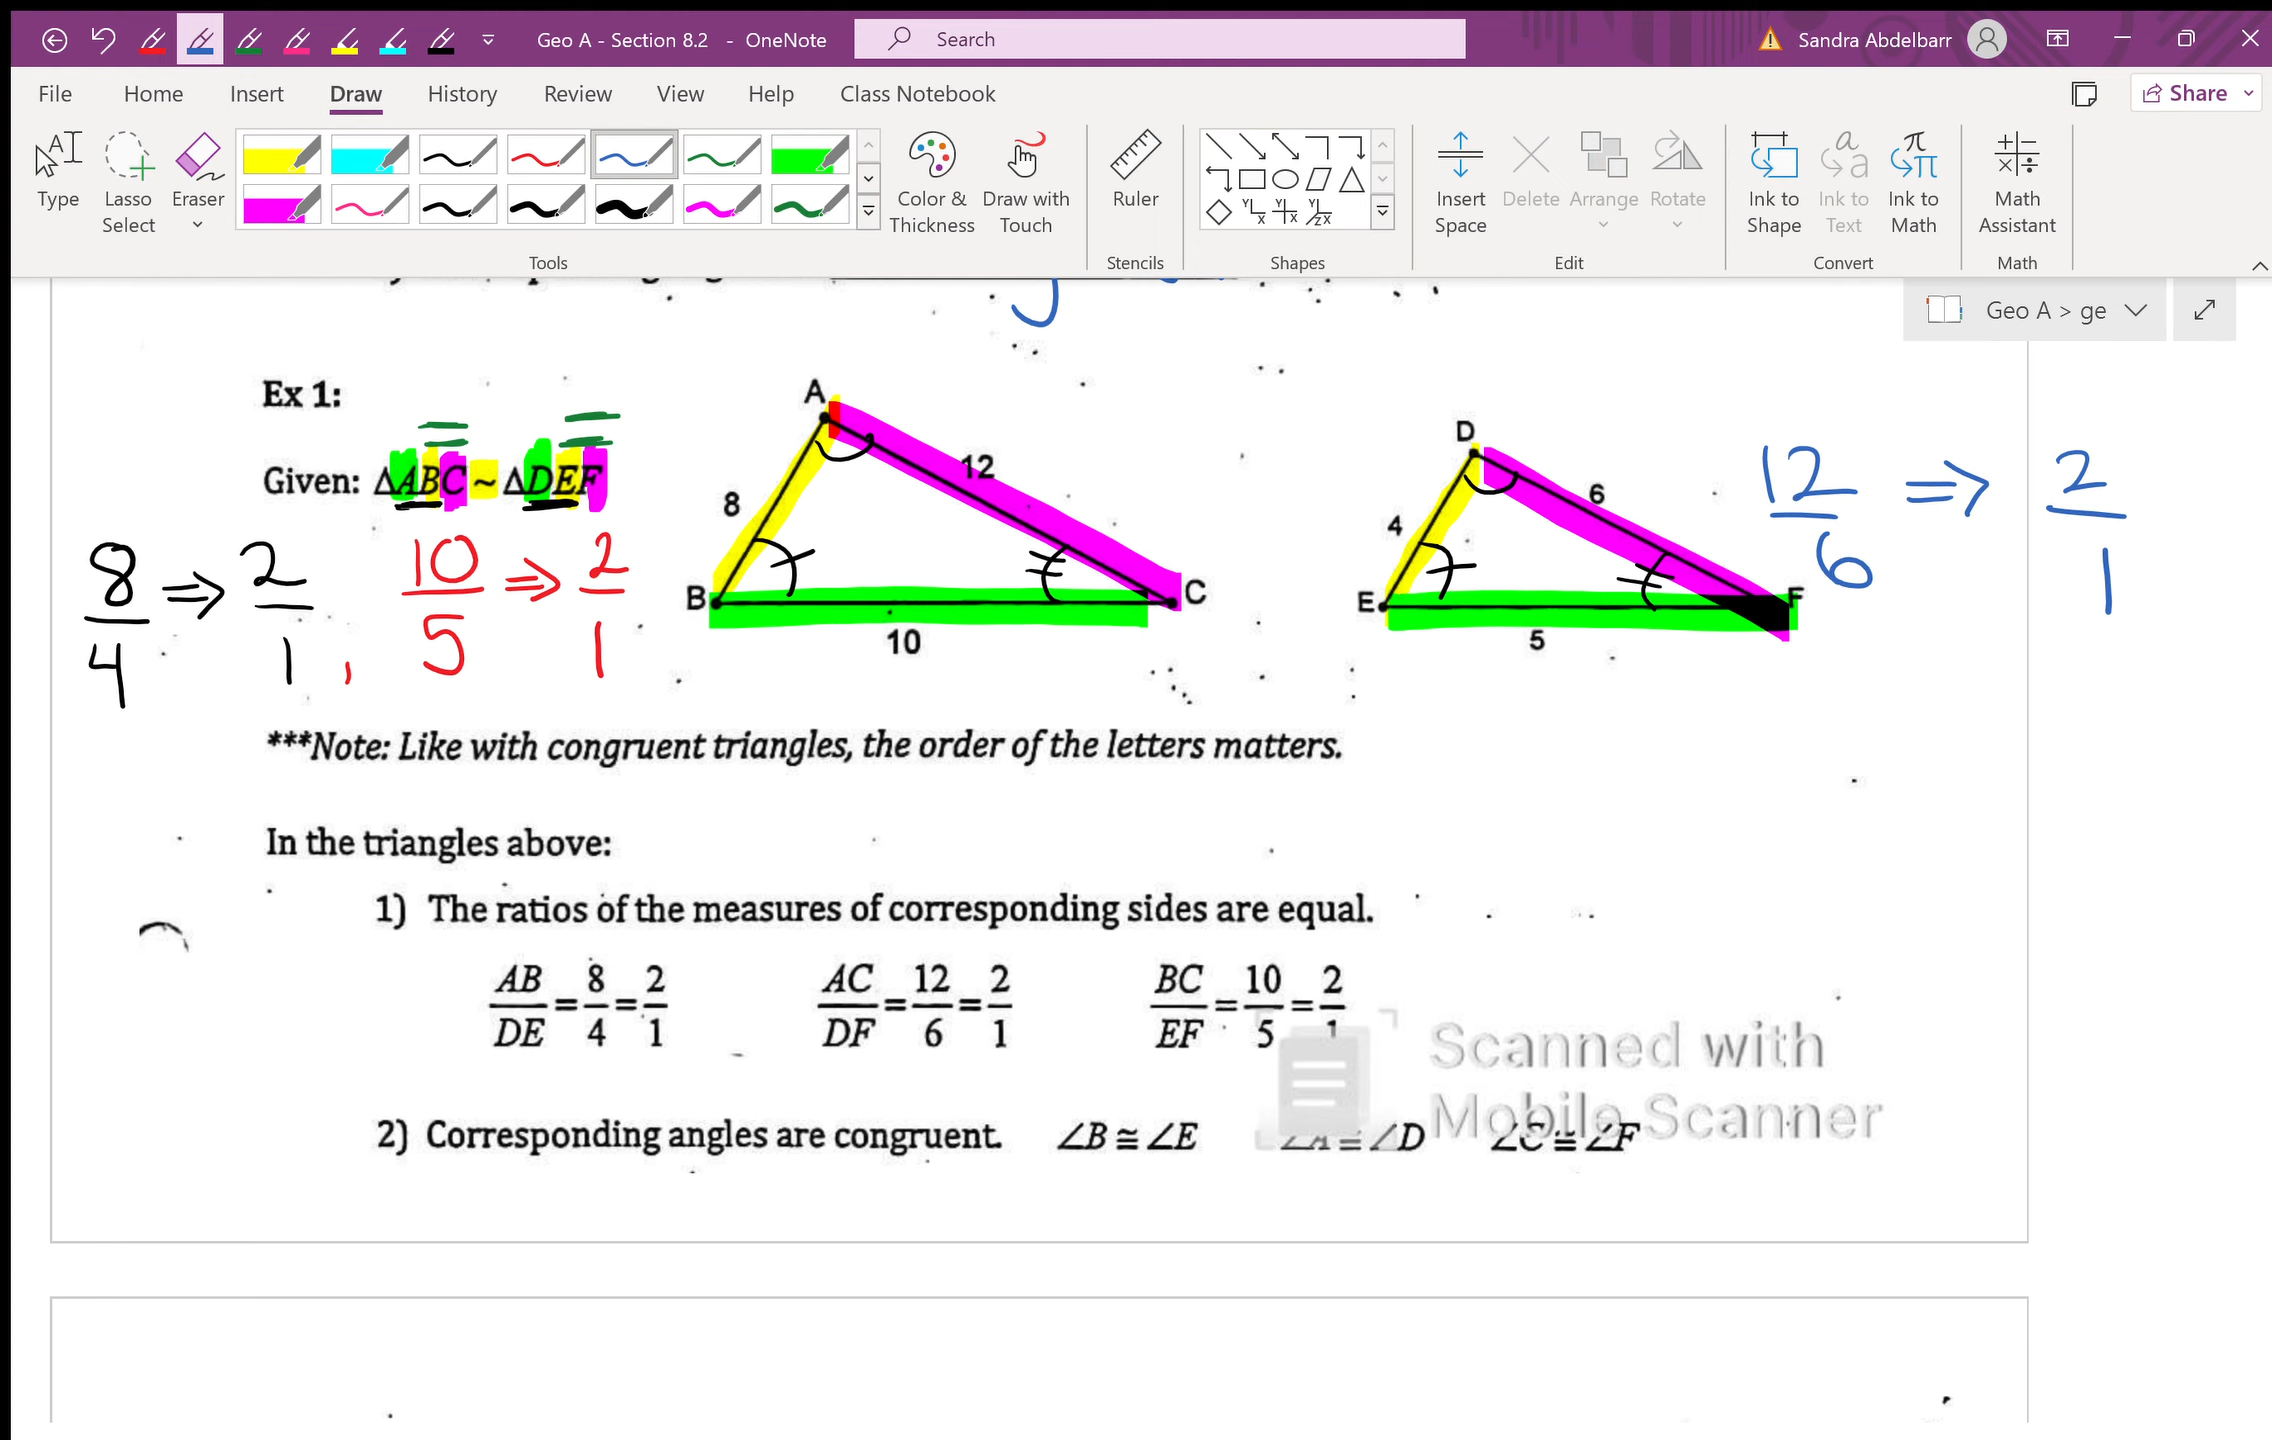 Geo A - Section 8.2 - OneNote
Search
Sandra Abdelbarr
File Home Insert Draw History Review View Help Class Notebook
Share
Type
Lasso Select
Eraser
Color & Thickness
Draw with Touch
Ruler
Insert Space
Delete
Arrange
Rotate
Ink to Shape
Ink to Text
Ink to Math
Math Assistant
Tools
Stencils
Shapes
Edit
Convert
Math
Geo A > ge
Ex 1:
Given: ΔABC ~ ΔDEF
8/4 ⇒ 2/1, 10/5 ⇒ 2/1
A
12
8
B
C
10
D
6
4
E
F
5
12/6 ⇒ 2/1
***Note: Like with congruent triangles, the order of the letters matters.
In the triangles above:
1) The ratios of the measures of corresponding sides are equal.
AB/DE = 8/4 = 2/1 AC/DF = 12/6 = 2/1 BC/EF = 10/5 = 2/1
2) Corresponding angles are congruent. ∠B ≅ ∠E ∠A ≅ ∠D ∠C ≅ ∠F
Scanned with
Mobile Scanner